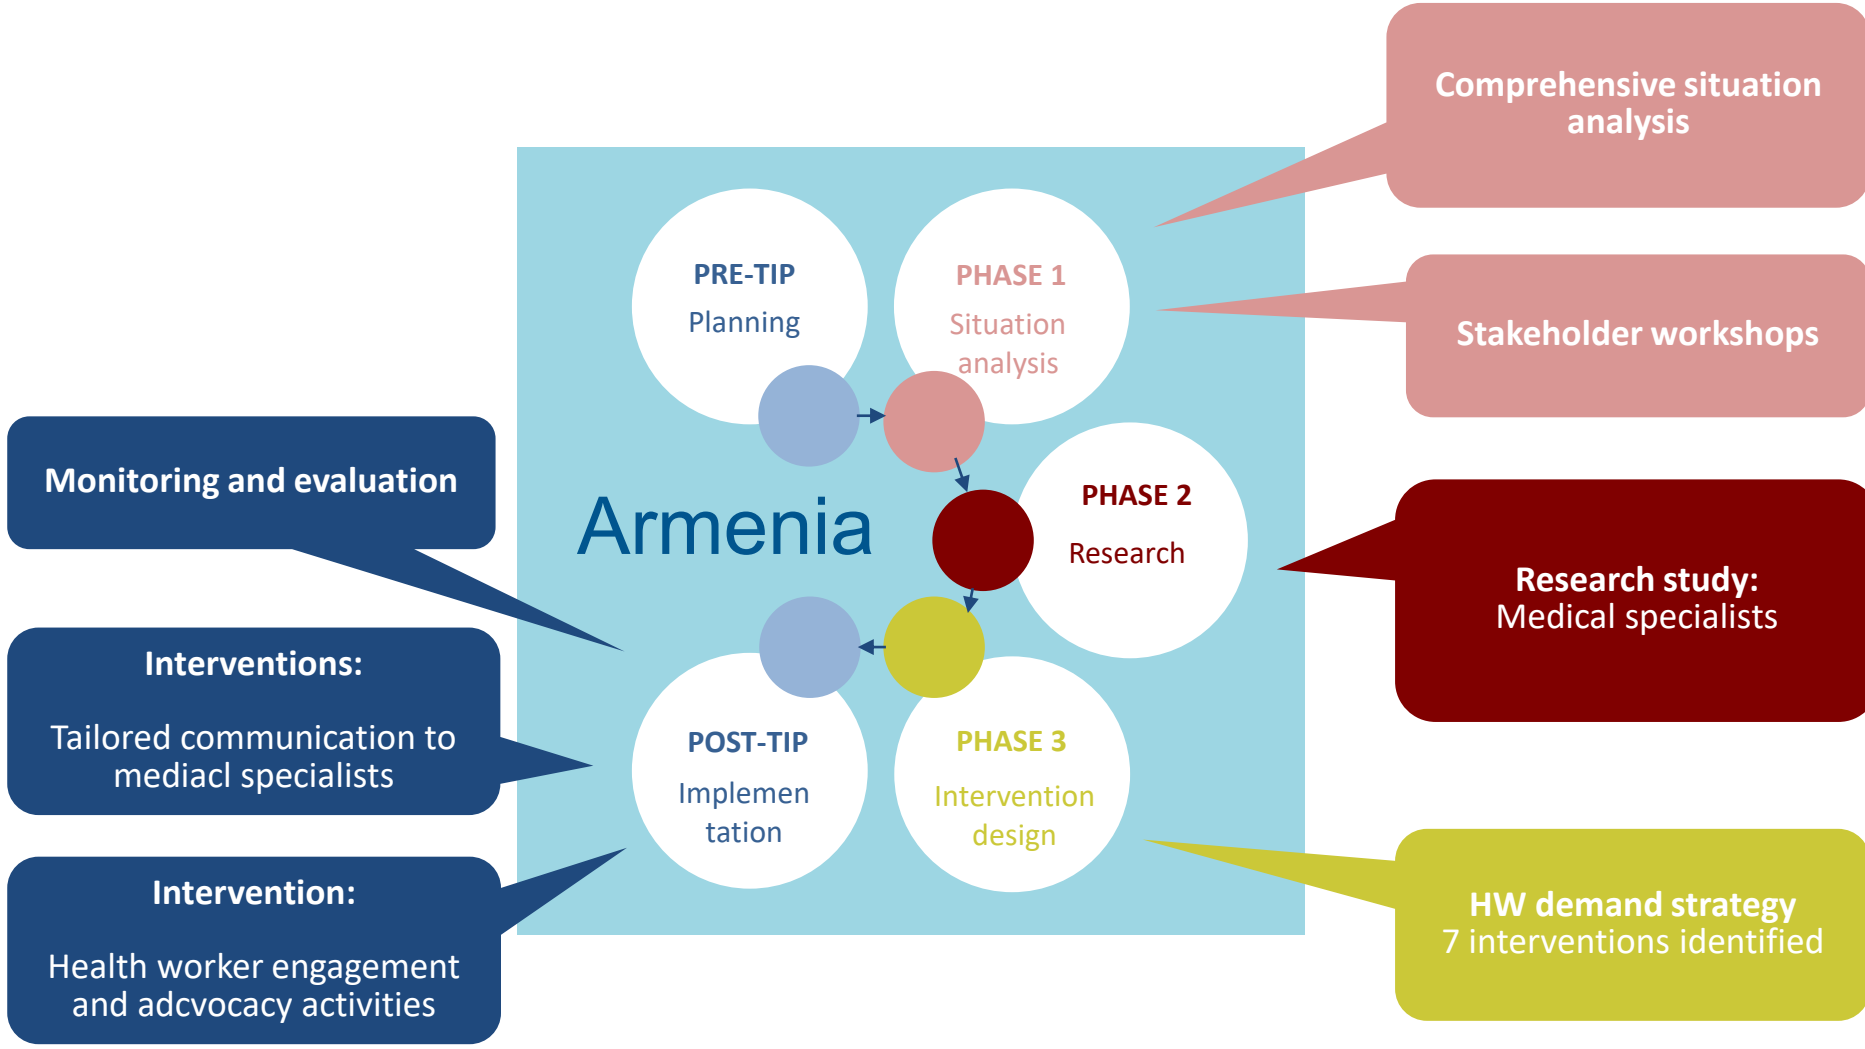 Comprehensive situation
analysis
Stakeholder workshops
PRE-TIP
Planning
PHASE 1
Situation
analysis
Armenia
PHASE 2
Research
Research study:
Medical specialists
PHASE 3
Intervention
design
HW demand strategy
7 interventions identified
POST-TIP
Implemen
tation
Monitoring and evaluation
Interventions:
Tailored communication to
mediacl specialists
Intervention:
Health worker engagement
and adcvocacy activities